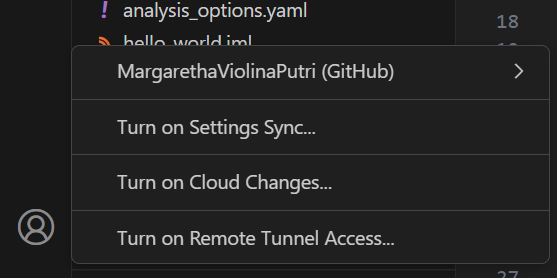 analysis_options.yaml
18
hello_world.iml
MargarethaViolinaPutri (GitHub)
Turn on Settings Sync...
Turn on Cloud Changes...
Turn on Remote Tunnel Access...
27